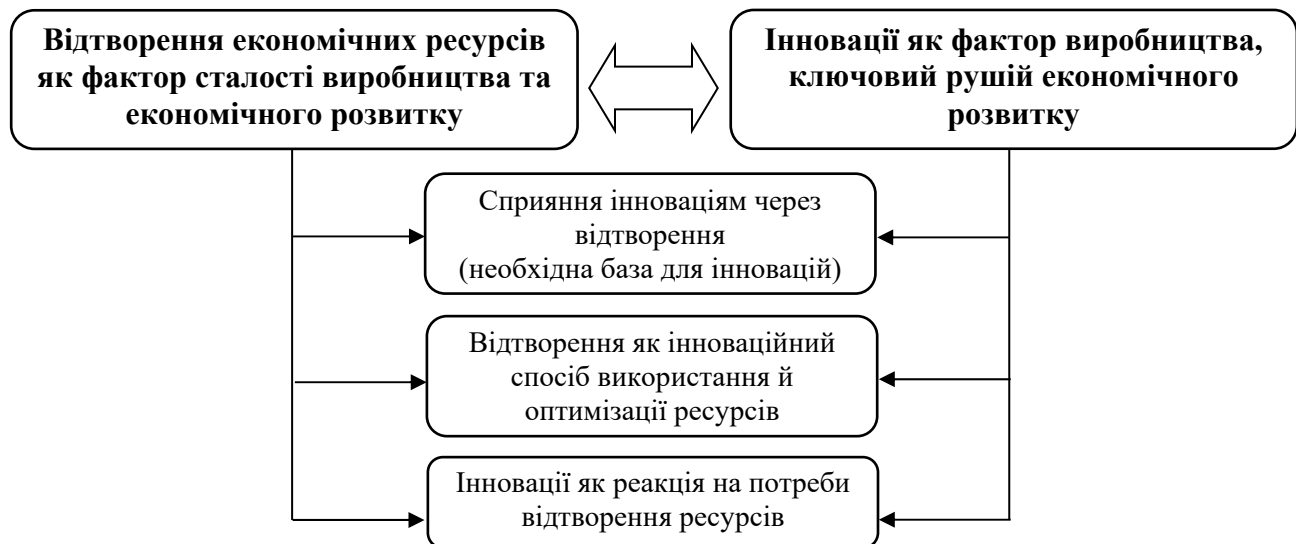 Відтворення економічних ресурсів
як фактор сталості виробництва та
економічного розвитку
Інновації як фактор виробництва,
ключовий рушій економічного
розвитку
Сприяння інноваціям через
відтворення
(необхідна база для інновацій)
Відтворення як інноваційний
спосіб використання й
оптимізації ресурсів
Інновації як реакція на потреби
відтворення ресурсів